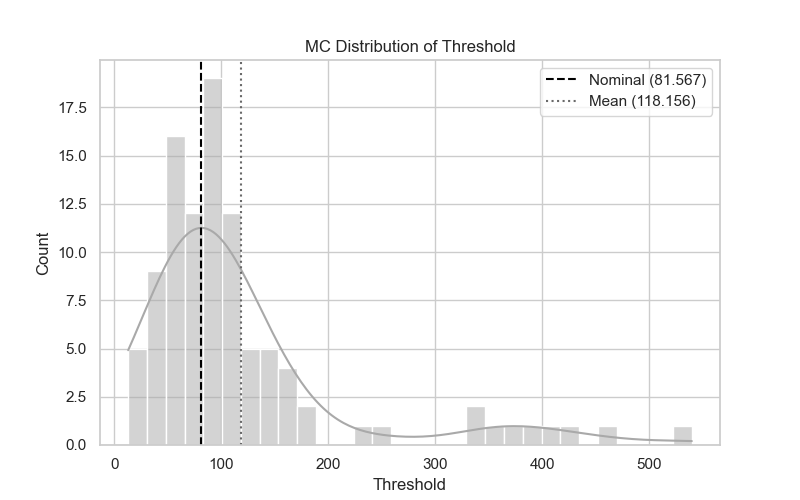 MC Distribution of Threshold
Nominal (81.567)
Mean (118.156)
Count
17.5
15.0
12.5
10.0
7.5
5.0
2.5
0.0
0 100 200 300 400 500
Threshold